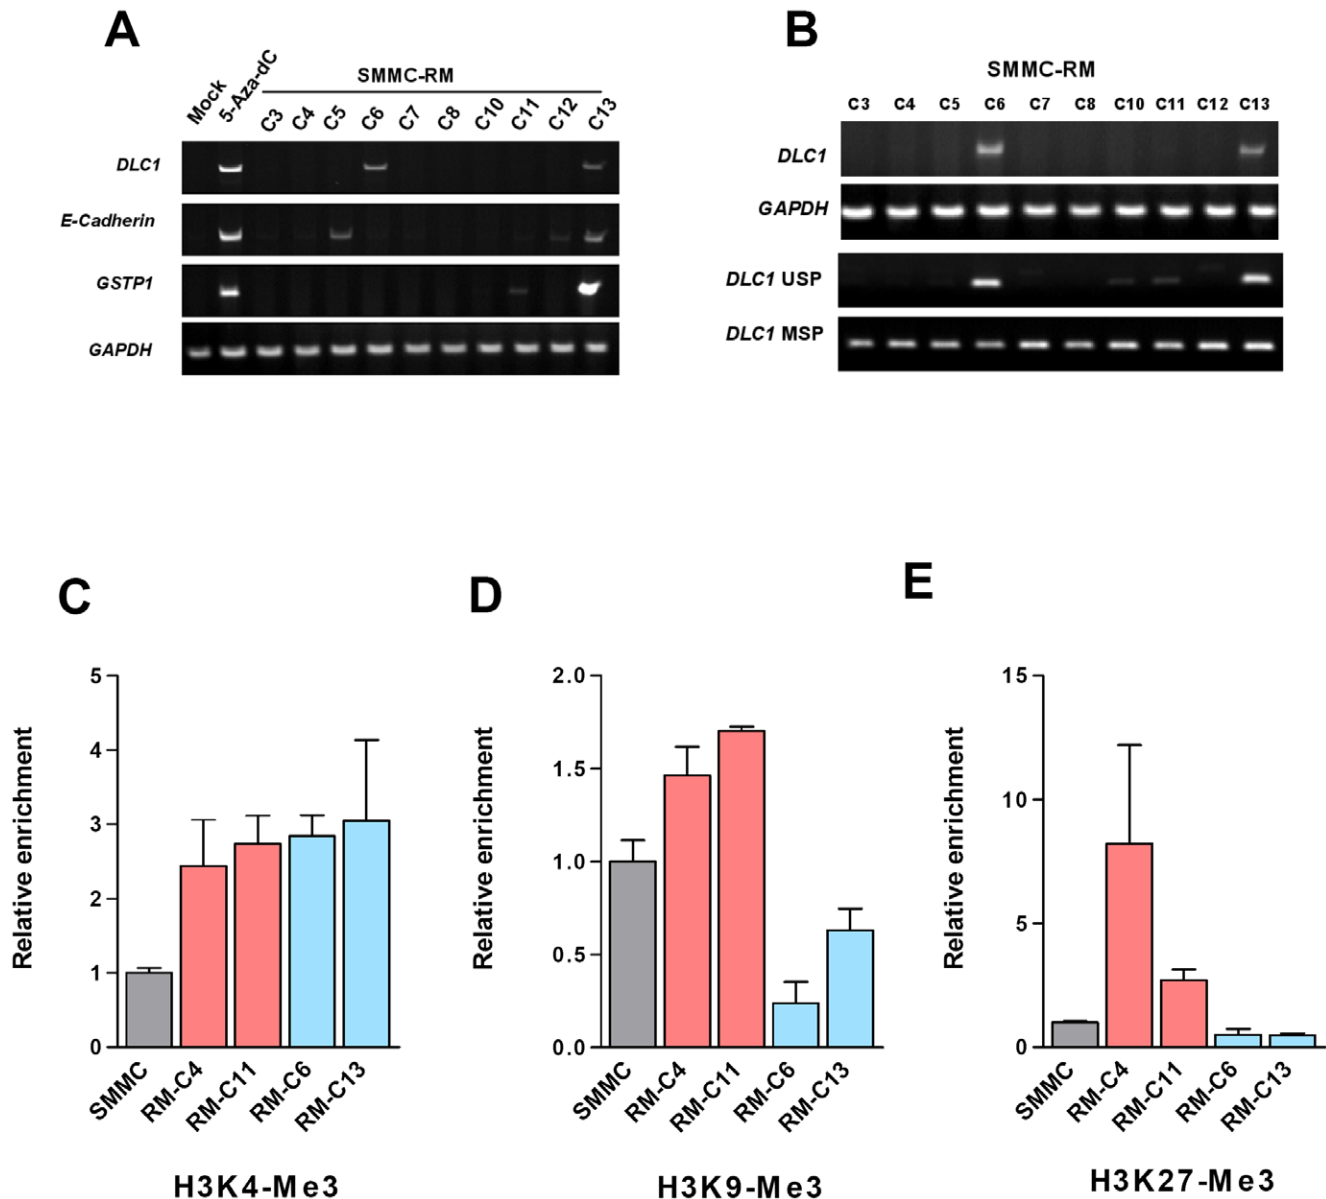 A
Mock
5-Aza-dC
SMMC-RM
C3 C4 C5 C6 C7 C8 C10 C11 C12 C13
DLC1
E-Cadherin
GSTP1
GAPDH
B
SMMC-RM
C3 C4 C5 C6 C7 C8 C10 C11 C12 C13
DLC1
GAPDH
DLC1 USP
DLC1 MSP
C
Relative enrichment
5
4
3
2
1
0
SMMC RM-C4 RM-C11 RM-C6 RM-C13
H3K4-Me3
D
Relative enrichment
2.0
1.5
1.0
0.5
0.0
SMMC RM-C4 RM-C11 RM-C6 RM-C13
H3K9-Me3
E
Relative enrichment
15
10
5
0
SMMC RM-C4 RM-C11 RM-C6 RM-C13
H3K27-Me3